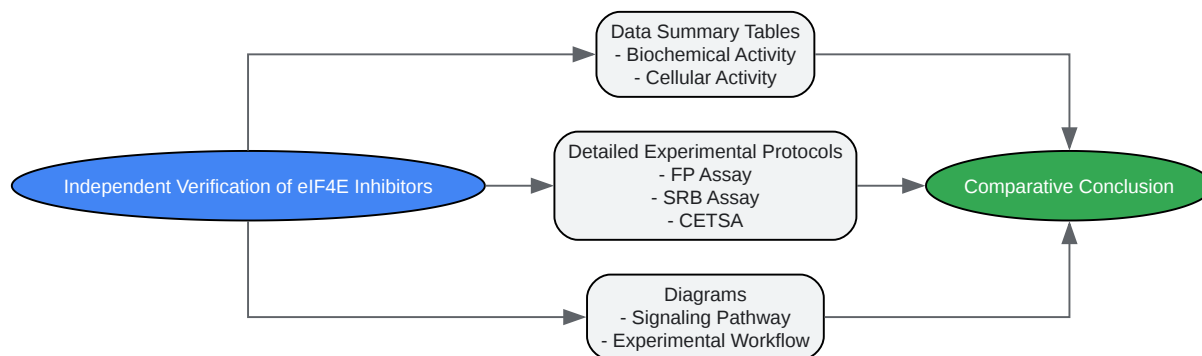 Independent Verification of eIF4E Inhibitors
Data Summary Tables
- Biochemical Activity
- Cellular Activity
Detailed Experimental Protocols
- FP Assay
- SRB Assay
- CETSA
Diagrams
- Signaling Pathway
- Experimental Workflow
Comparative Conclusion